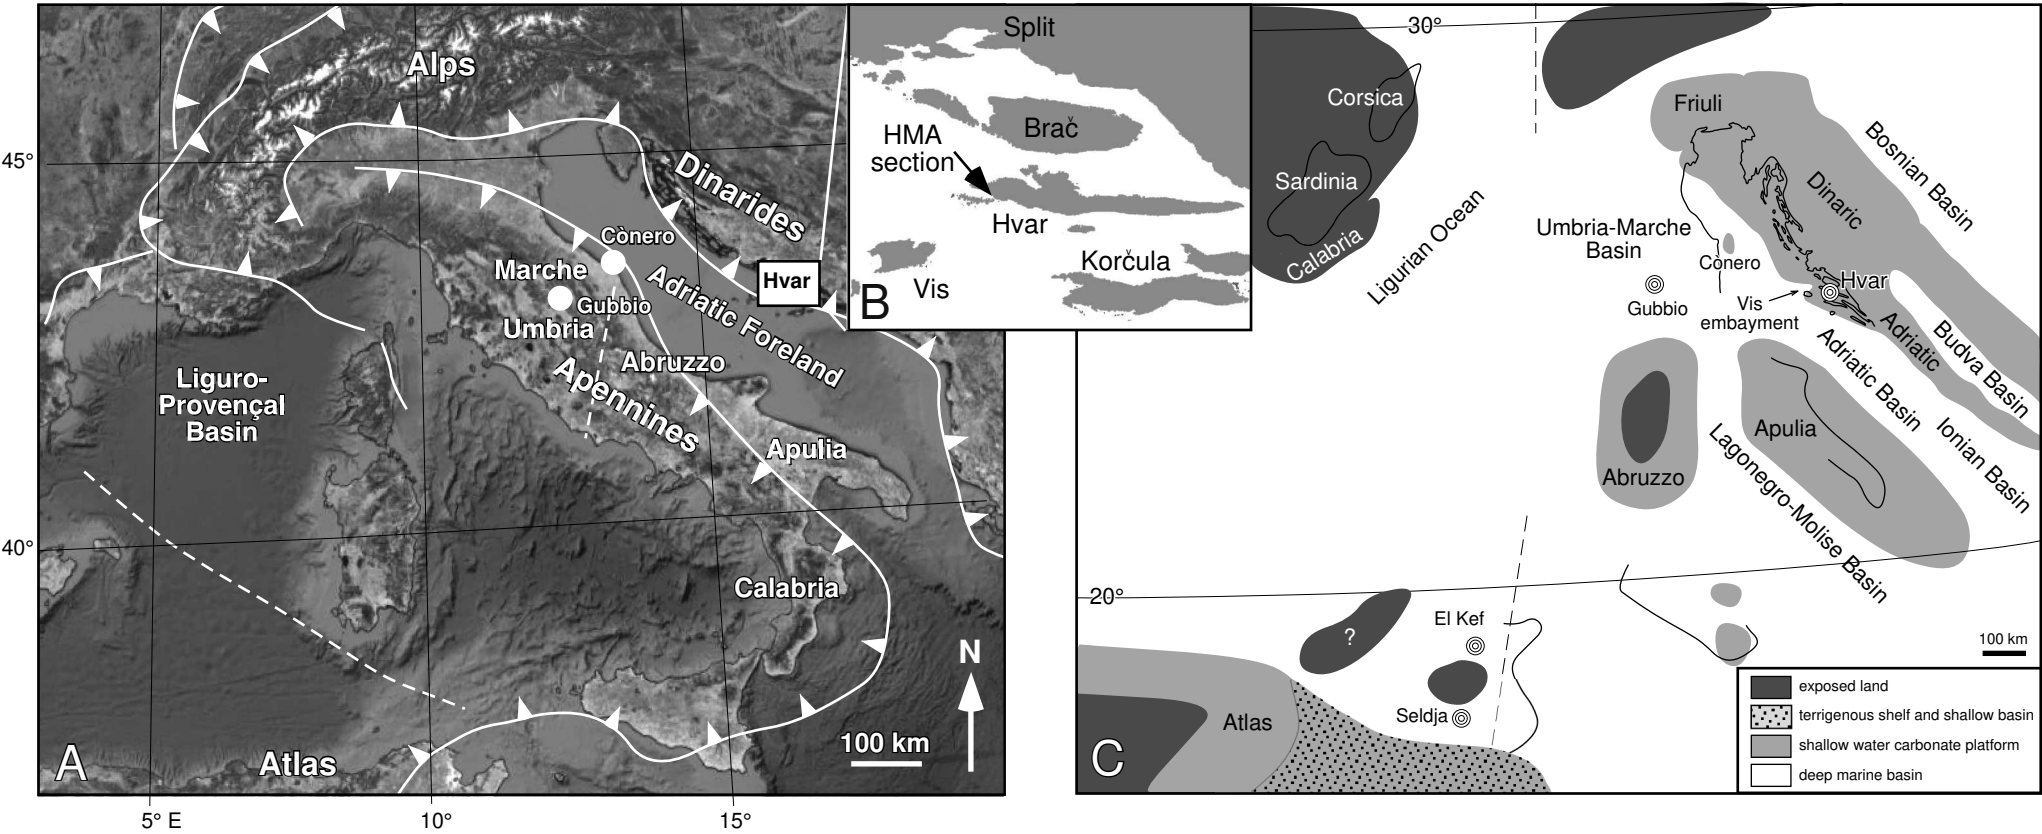 Alps
45°
Dinarides
Cònero
Marche
Gubbio
Umbria
Adriatic Foreland
Hvar
Abruzzo
Apennines
Liguro-
Provençal
Basin
Apulia
40°
Calabria
N
100 km
Atlas
A
5° E
10°
15°
Split
Brač
HMA
section
Hvar
Korčula
Vis
B
30°
Corsica
Sardinia
Calabria
Ligurian Ocean
Friuli
Bosnian Basin
Dinaric
Umbria-Marche
Basin
Cònero
Gubbio
Hvar
Vis
embayment
Adriatic
Budva Basin
Adriatic Basin
Ionian Basin
Abruzzo
Apulia
Lagonegro-Molise Basin
20°
?
El Kef
Seldja
Atlas
C
100 km
exposed land
terrigenous shelf and shallow basin
shallow water carbonate platform
deep marine basin